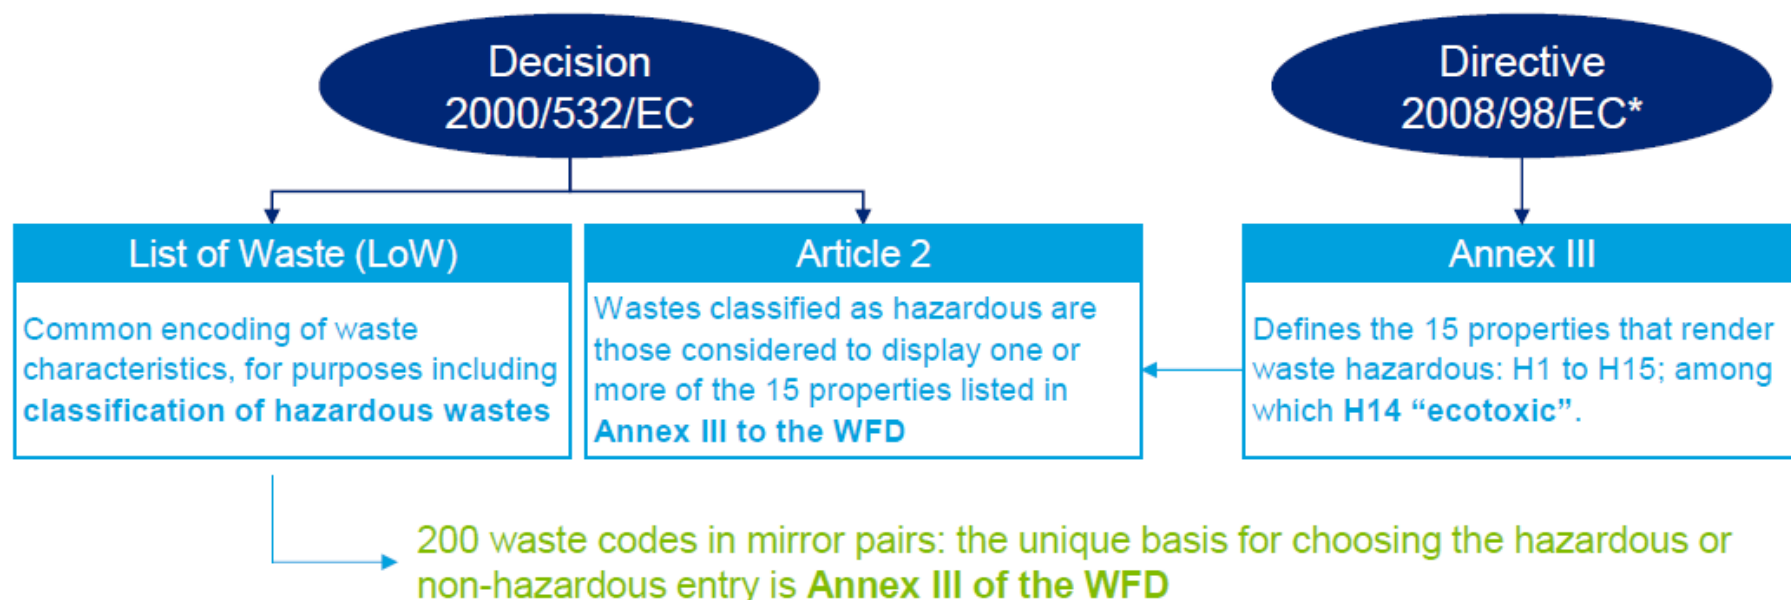 Decision
2000/532/EC
Directive
2008/98/EC*
List of Waste (LoW)
Common encoding of waste
characteristics, for purposes including
classification of hazardous wastes
Article 2
Wastes classified as hazardous are
those considered to display one or
more of the 15 properties listed in
Annex III to the WFD
Annex III
Defines the 15 properties that render
waste hazardous: H1 to H15; among
which H14 “ecotoxic”.
200 waste codes in mirror pairs: the unique basis for choosing the hazardous or
non-hazardous entry is Annex III of the WFD